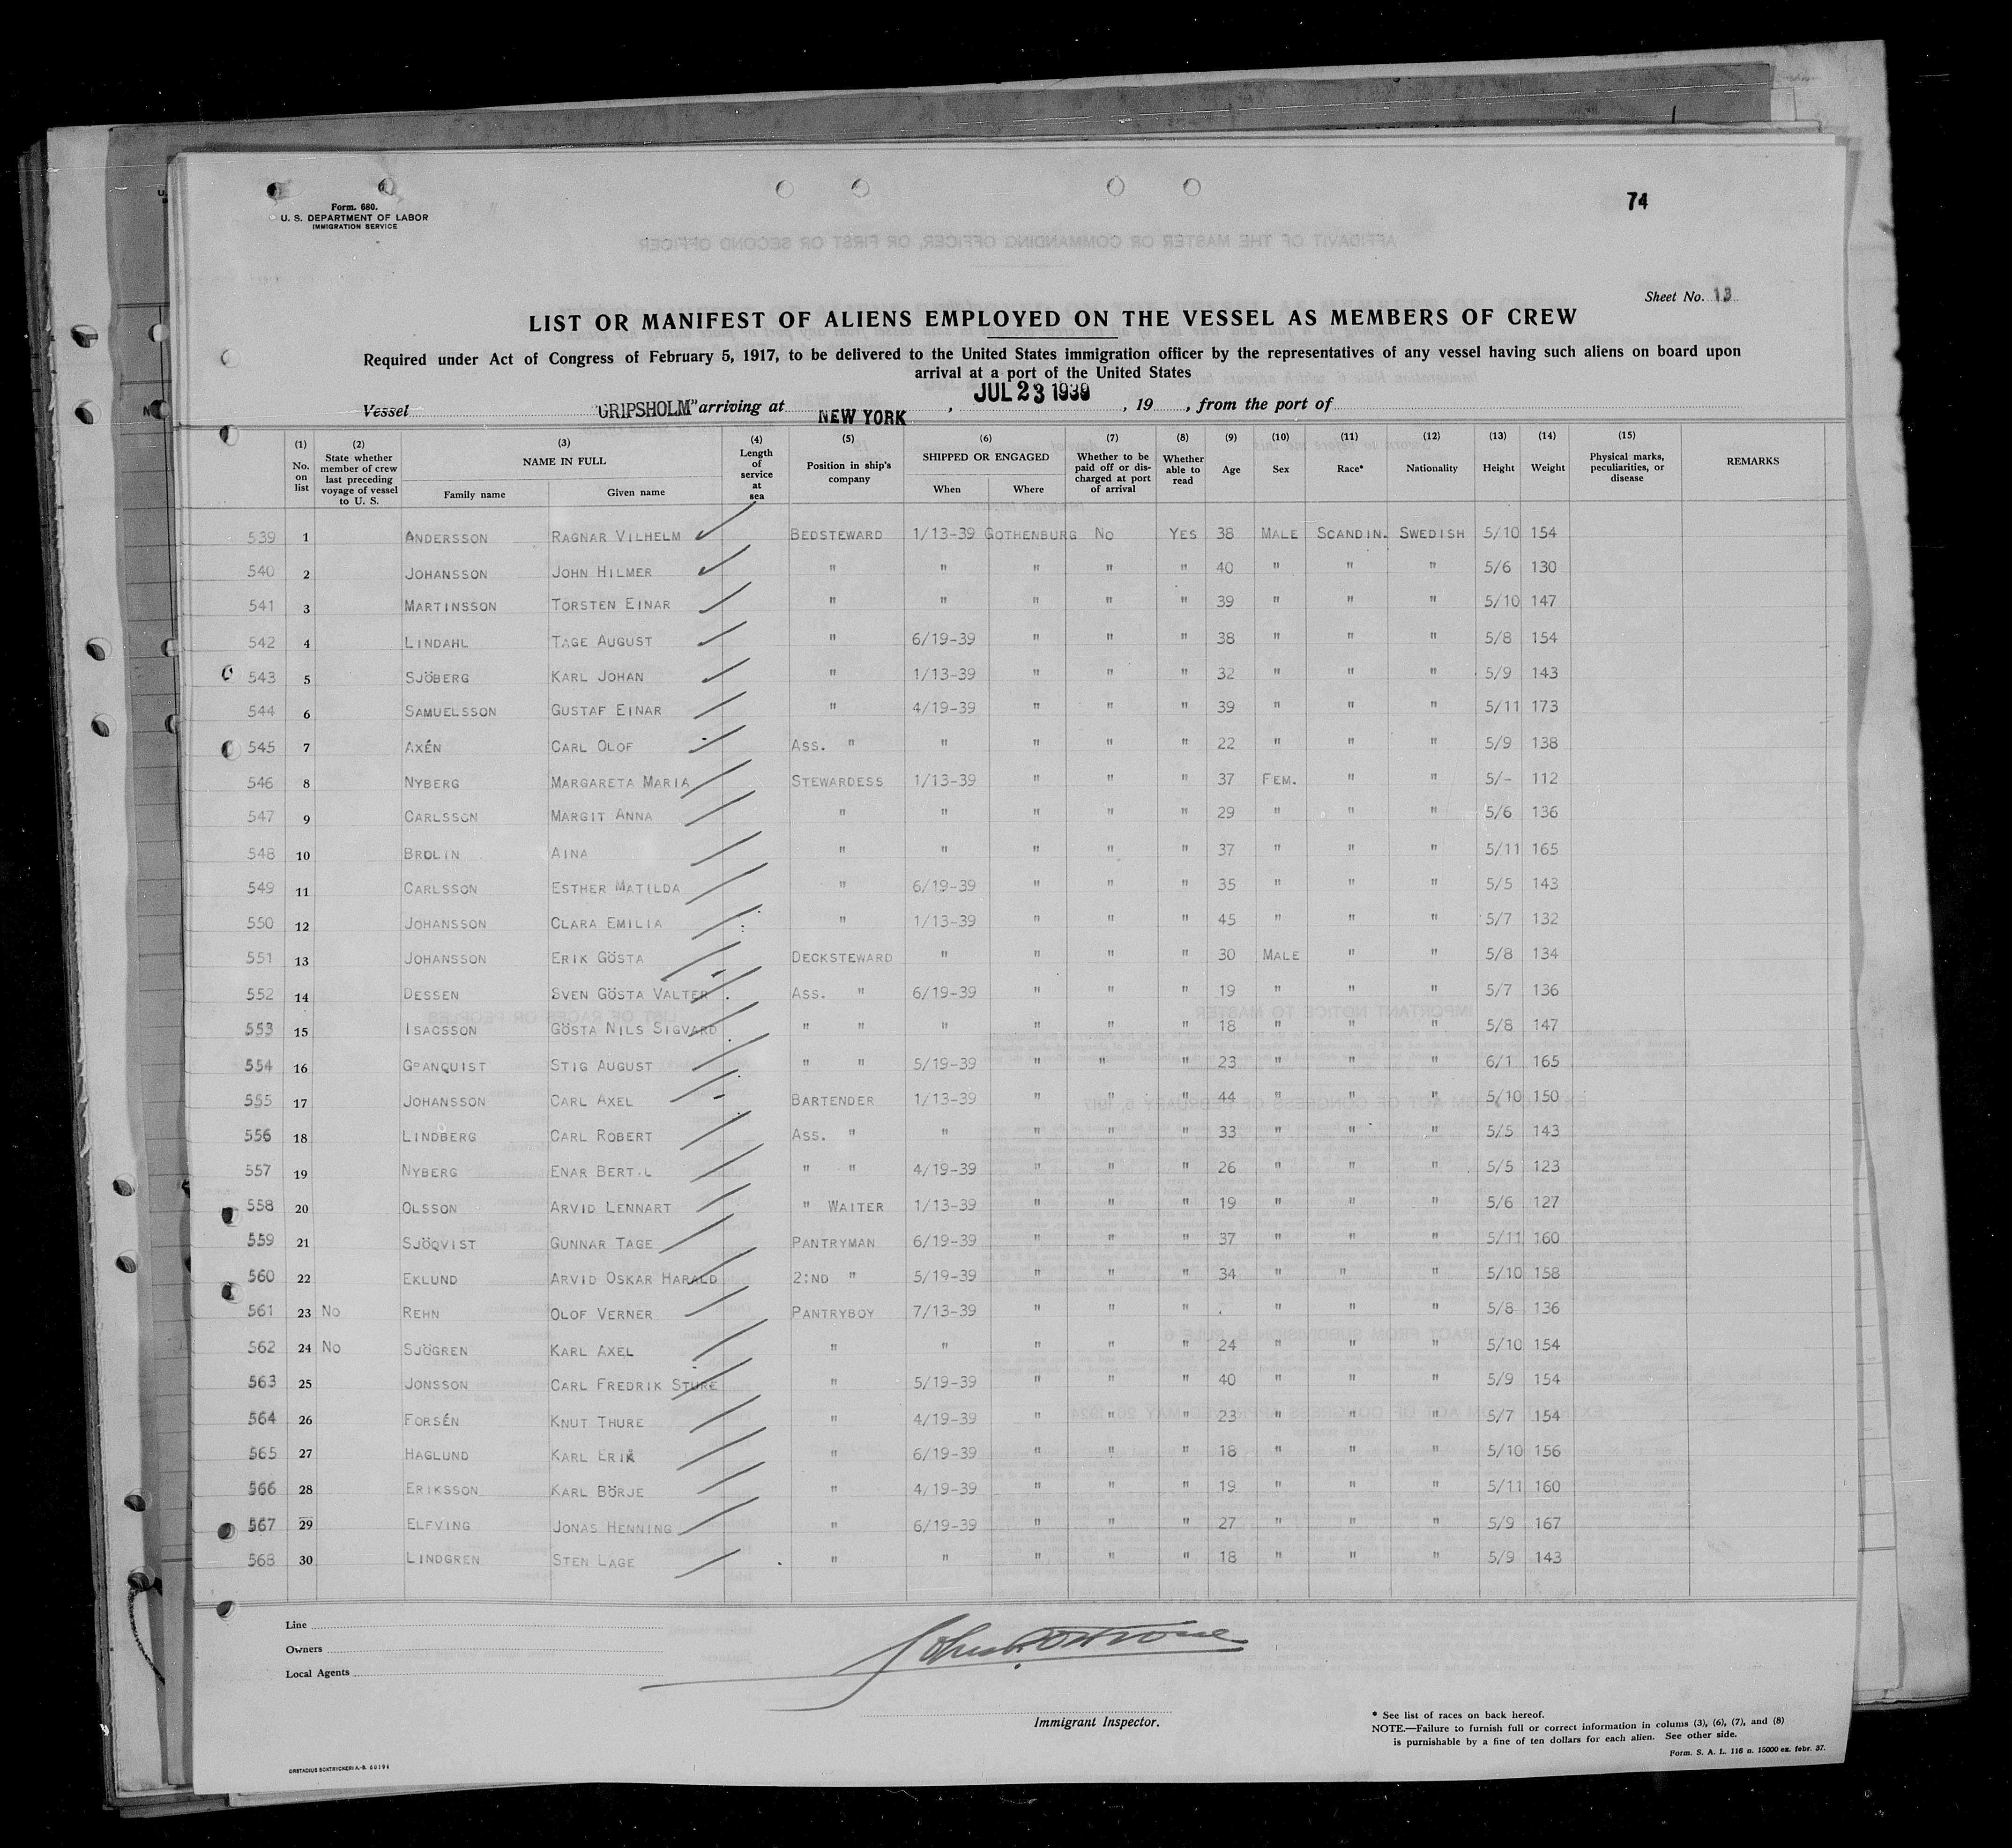 74
Form. 680.
U. S. DEPARTMENT OF LABOR
IMMIGRATION SERVICE
Sheet No. 13
LIST OR MANIFEST OF ALIENS EMPLOYED ON THE VESSEL AS MEMBERS OF CREW
Required under Act of Congress of February 5, 1917, to be delivered to the United States immigration officer by the representatives of any vessel having such aliens on board upon
arrival at a port of the United States
Vessel "GRIPSHOLM" arriving at NEW YORK, JUL 23 1939, 19, from the port of
(1) No. on list (2) State whether member of crew last preceding voyage of vessel to U. S. (3) NAME IN FULL Family name Given name (4) Length of service at sea (5) Position in ship's company (6) SHIPPED OR ENGAGED When Where (7) Whether to be paid off or discharged at port of arrival (8) Whether able to read (9) Age (10) Sex (11) Race* (12) Nationality (13) Height (14) Weight (15) Physical marks, peculiarities, or disease REMARKS
539 1 ANDERSSON RAGNAR VILHELM BEDSTEWARD 1/13-39 GOTHENBURG NO YES 38 MALE SCANDIN. SWEDISH 5/10 154
540 2 JOHANSSON JOHN HILMER " " " " " 40 " " " 5/6 130
541 3 MARTINSSON TORSTEN EINAR " " " " " 39 " " " 5/10 147
542 4 LINDAHL TAGE AUGUST " 6/19-39 " " " 38 " " " 5/8 154
543 5 SJÖBERG KARL JOHAN " 1/13-39 " " " 32 " " " 5/9 143
544 6 SAMUELSSON GUSTAF EINAR " 4/19-39 " " " 39 " " " 5/11 173
545 7 AXÉN CARL OLOF ASS. " " " " " 22 " " " 5/9 138
546 8 NYBERG MARGARETA MARIA STEWARDESS 1/13-39 " " " 37 FEM. " " 5/- 112
547 9 CARLSSON MARGIT ANNA " " " " " 29 " " " 5/6 136
548 10 BROLIN AINA " " " " " 37 " " " 5/11 165
549 11 CARLSSON ESTHER MATILDA " 6/19-39 " " " 35 " " " 5/5 143
550 12 JOHANSSON CLARA EMILIA " 1/13-39 " " " 45 " " " 5/7 132
551 13 JOHANSSON ERIK GÖSTA DECKSTEWARD " " " " 30 MALE " " 5/8 134
552 14 DESSEN SVEN GÖSTA VALTER ASS. " 6/19-39 " " " 19 " " " 5/7 136
553 15 ISACSSON GÖSTA NILS SIGVARD " " " " " " 18 " " " 5/8 147
554 16 GRANQUIST STIG AUGUST " " 5/19-39 " " " 23 " " " 6/1 165
555 17 JOHANSSON CARL AXEL BARTENDER 1/13-39 " " " 44 " " " 5/10 150
556 18 LINDBERG CARL ROBERT ASS. " " " " " 33 " " " 5/5 143
557 19 NYBERG ENAR BERT.L " " 4/19-39 " " " 26 " " " 5/5 123
558 20 OLSSON ARVID LENNART " WAITER 1/13-39 " " " 19 " " " 5/6 127
559 21 SJÖQVIST GUNNAR TAGE PANTRYMAN 6/19-39 " " " 37 " " " 5/11 160
560 22 EKLUND ARVID OSKAR HARALD 2:ND " 5/19-39 " " " 34 " " " 5/10 158
561 23 NO REHN OLOF VERNER PANTRYBOY 7/13-39 " " " " " " 5/8 136
562 24 NO SJÖGREN KARL AXEL " " " " " 24 " " " 5/10 154
563 25 JONSSON CARL FREDRIK STURE " 5/19-39 " " " 40 " " " 5/9 154
564 26 FORSÉN KNUT THURE " 4/19-39 " " " 23 " " " 5/7 154
565 27 HAGLUND KARL ERIK " 6/19-39 " " " 18 " " " 5/10 156
566 28 ERIKSSON KARL BÖRJE " 4/19-39 " " " 19 " " " 5/11 160
567 29 ELFVING JONAS HENNING " 6/19-39 " " " 27 " " " 5/9 167
568 30 LINDGREN STEN LAGE " " " " " 18 " " " 5/9 143
Line
Owners
Local Agents
Immigrant Inspector.
* See list of races on back hereof.
NOTE.—Failure to furnish full or correct information in colums (3), (6), (7), and (8)
is punishable by a fine of ten dollars for each alien. See other side.
Form. S. A. L. 116 n. 15000 ex. febr. 37.